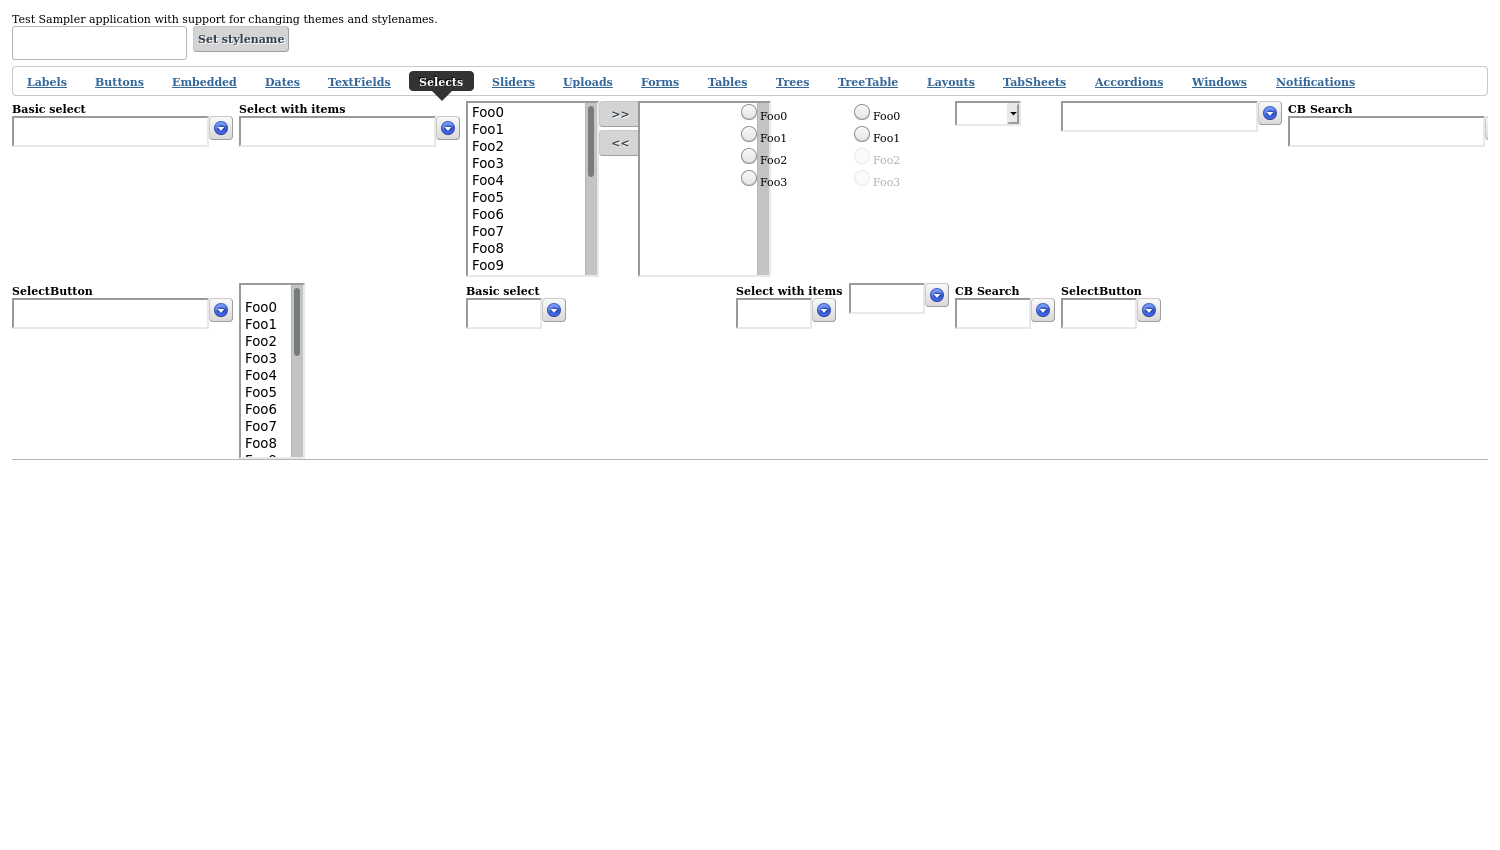 Test Sampler application with support for changing themes and stylenames.
Set stylename
Labels Buttons Embedded Dates TextFields Selects Sliders Uploads Forms Tables Trees TreeTable Layouts TabSheets Accordions Windows Notifications
Basic select Select with items CB Search
Foo0
Foo1
Foo2
Foo3
Foo4
Foo5
Foo6
Foo7
Foo8
Foo9
>>
<<
Foo0
Foo1
Foo2
Foo3
Foo0
Foo1
Foo2
Foo3
SelectButton
Foo0
Foo1
Foo2
Foo3
Foo4
Foo5
Foo6
Foo7
Foo8
Basic select Select with items CB Search SelectButton